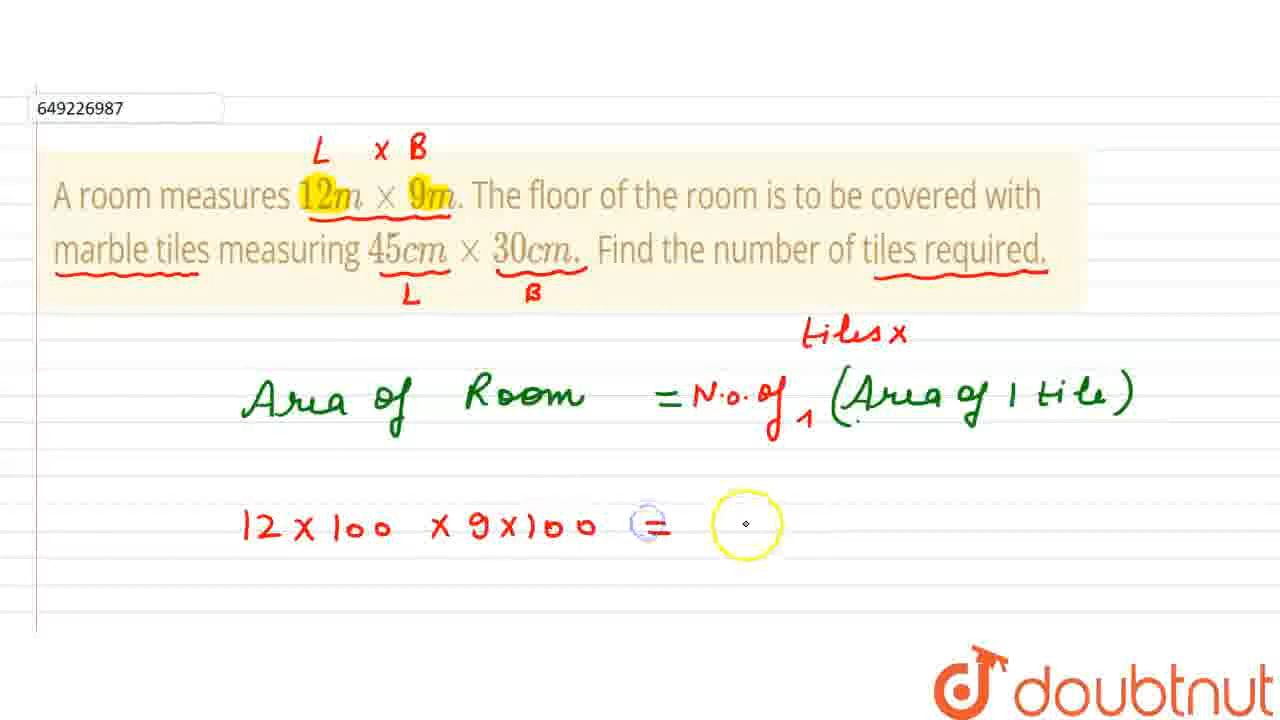 649226987
L × B
A room measures 12m × 9m. The floor of the room is to be covered with
marble tiles measuring 45cm × 30cm. Find the number of tiles required.
L B
tiles ×
Area of Room = N.o. of 1 (Area of 1 tile)
12 × 100 × 9 × 100 =
doubtnut